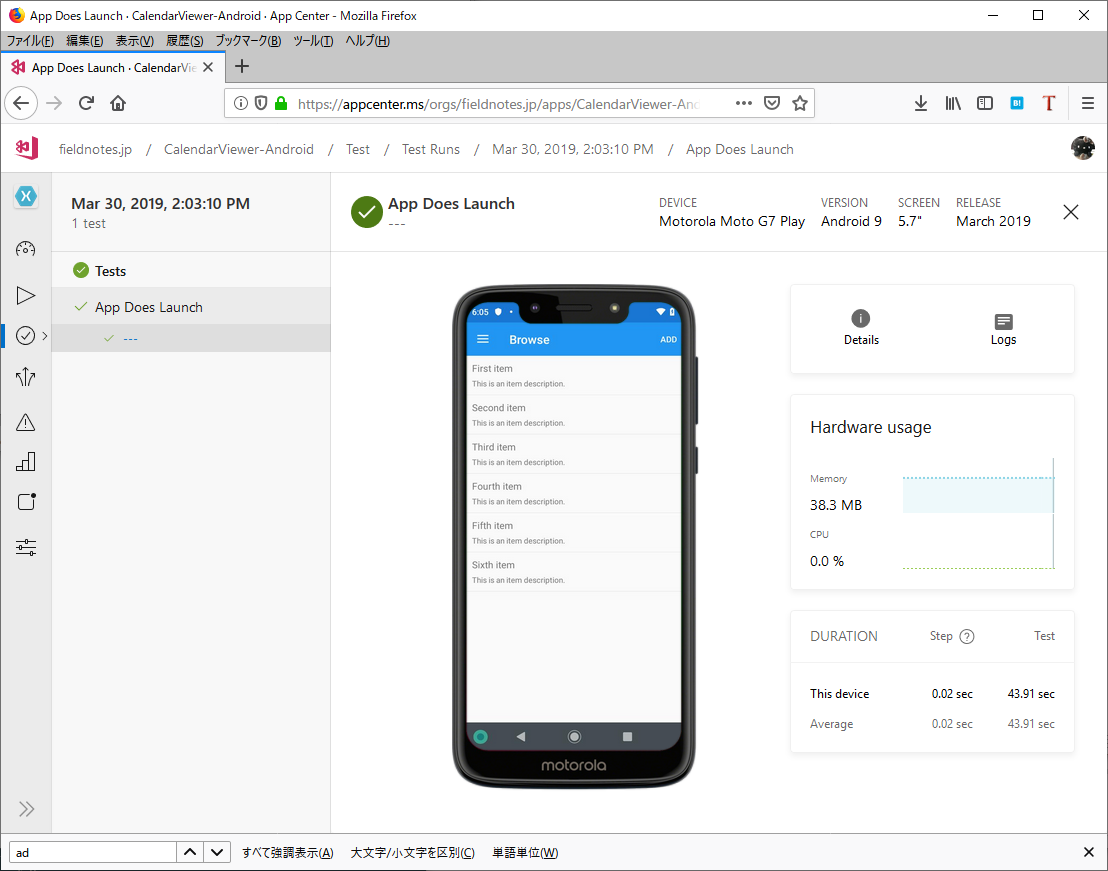 App Does Launch · CalendarViewer-Android · App Center - Mozilla Firefox
ファイル(F) 編集(E) 表示(V) 履歴(S) ブックマーク(B) ツール(T) ヘルプ(H)
App Does Launch · CalendarVie
https://appcenter.ms/orgs/fieldnotes.jp/apps/CalendarViewer-And
B! T
fieldnotes.jp / CalendarViewer-Android / Test / Test Runs / Mar 30, 2019, 2:03:10 PM / App Does Launch
Mar 30, 2019, 2:03:10 PM
1 test
Tests
App Does Launch
---
App Does Launch
---
DEVICE
Motorola Moto G7 Play
VERSION
Android 9
SCREEN
5.7"
RELEASE
March 2019
6:05
Browse ADD
First item
This is an item description.
Second item
This is an item description.
Third item
This is an item description.
Fourth item
This is an item description.
Fifth item
This is an item description.
Sixth item
This is an item description.
motorola
Details Logs
Hardware usage
Memory
38.3 MB
CPU
0.0 %
DURATION Step ? Test
This device 0.02 sec 43.91 sec
Average 0.02 sec 43.91 sec
ad すべて強調表示(A) 大文字/小文字を区別(C) 単語単位(W)